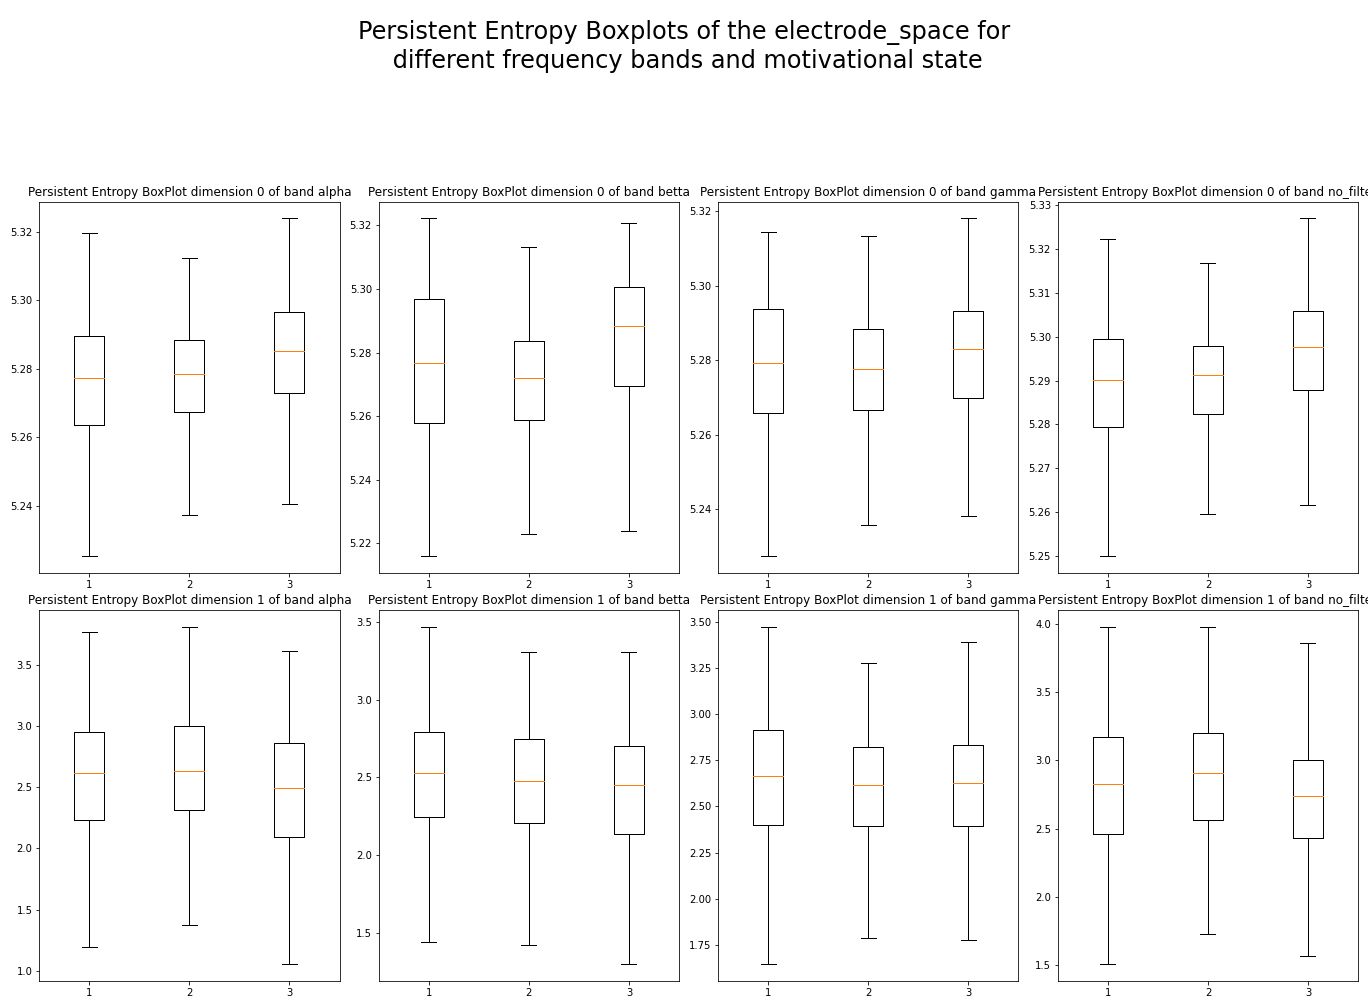 Persistent Entropy Boxplots of the electrode_space for
different frequency bands and motivational state
Persistent Entropy BoxPlot dimension 0 of band alpha
5.32
5.30
5.28
5.26
5.24
1 2 3
Persistent Entropy BoxPlot dimension 0 of band betta
5.32
5.30
5.28
5.26
5.24
5.22
1 2 3
Persistent Entropy BoxPlot dimension 0 of band gamma
5.32
5.30
5.28
5.26
5.24
1 2 3
Persistent Entropy BoxPlot dimension 0 of band no_filte
5.33
5.32
5.31
5.30
5.29
5.28
5.27
5.26
5.25
1 2 3
Persistent Entropy BoxPlot dimension 1 of band alpha
3.5
3.0
2.5
2.0
1.5
1.0
1 2 3
Persistent Entropy BoxPlot dimension 1 of band betta
3.5
3.0
2.5
2.0
1.5
1 2 3
Persistent Entropy BoxPlot dimension 1 of band gamma
3.50
3.25
3.00
2.75
2.50
2.25
2.00
1.75
1 2 3
Persistent Entropy BoxPlot dimension 1 of band no_filte
4.0
3.5
3.0
2.5
2.0
1.5
1 2 3